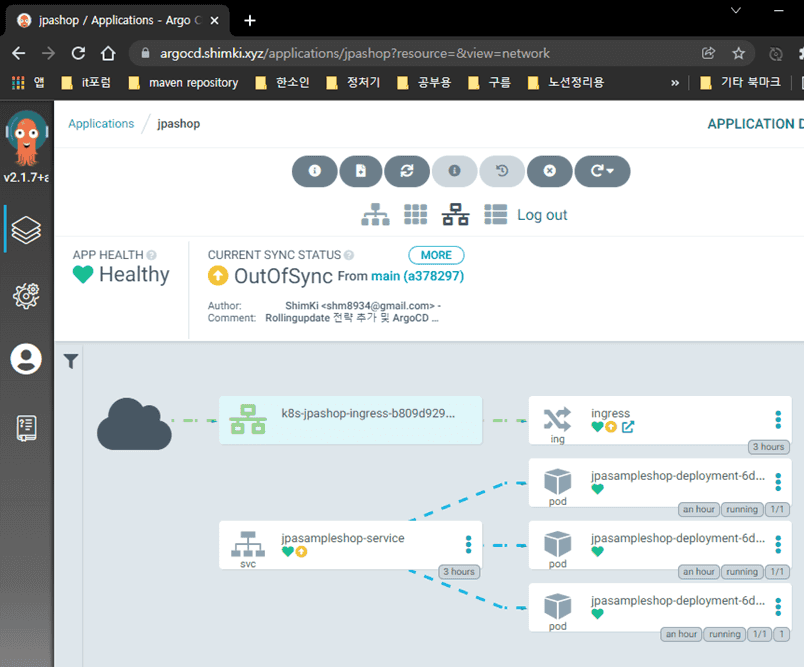 jpashop / Applications - Argo C
argocd.shimki.xyz/applications/jpashop?resource=&view=network
앱 it포럼 maven repository 한소인 정저기 공부용 구름 노션정리용 » 기타 북마크
Applications / jpashop
APPLICATION D
v2.1.7+a
Log out
APP HEALTH
Healthy
CURRENT SYNC STATUS
MORE
OutOfSync From main (a378297)
Author: ShimKi <shm8934@gmail.com> -
Comment: Rollingupdate 전략 추가 및 ArgoCD ...
k8s-jpashop-ingress-b809d929...
ing
ingress
3 hours
pod
jpasampleshop-deployment-6d...
an hour running 1/1
svc
jpasampleshop-service
3 hours
pod
jpasampleshop-deployment-6d...
an hour running 1/1
pod
jpasampleshop-deployment-6d...
an hour running 1/1 1